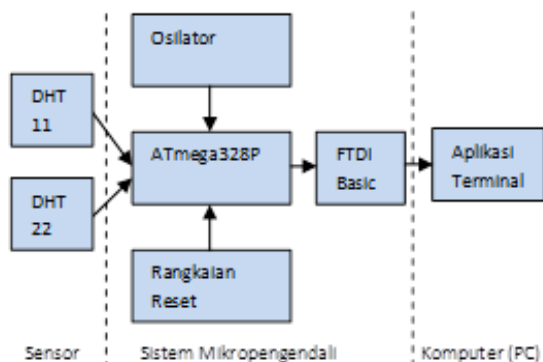 Osilator
DHT
11
ATmega328P
FTDI
Basic
Aplikasi
Terminal
DHT
22
Rangkaian
Reset
Sensor
Sistem Mikropengendali
Komputer (PC)